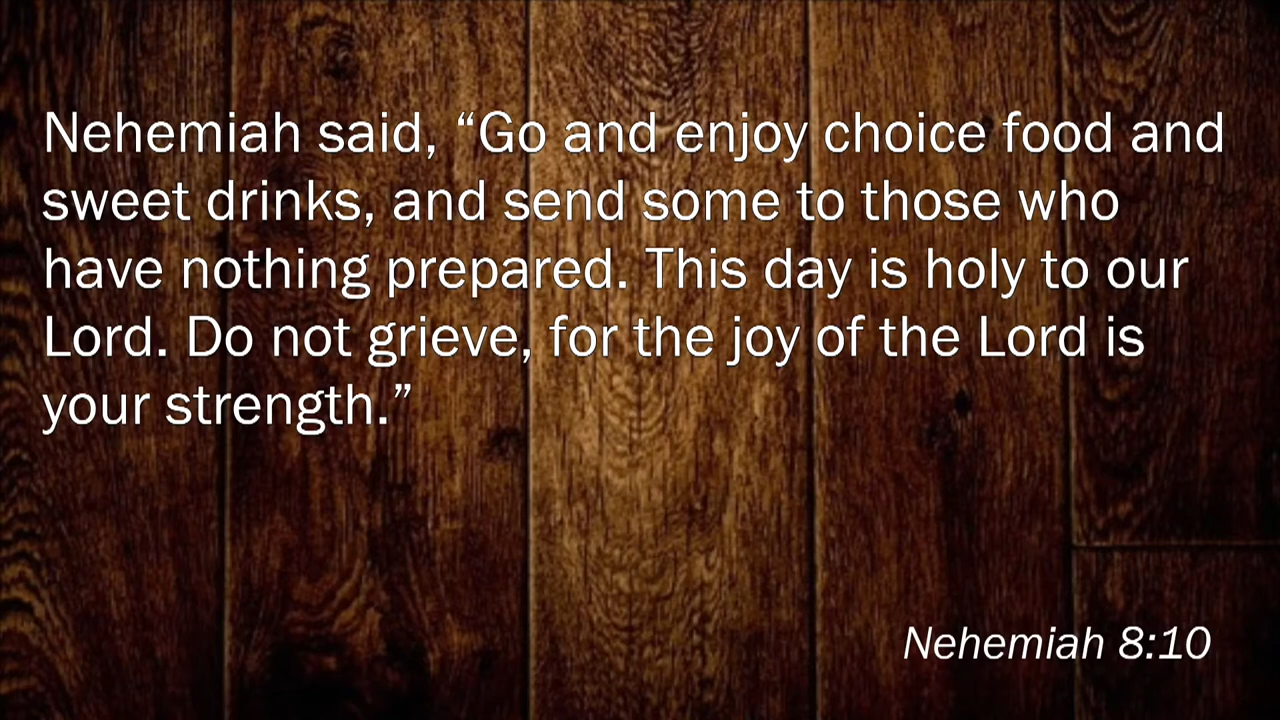 Nehemiah said, “Go and enjoy choice food and
sweet drinks, and send some to those who
have nothing prepared. This day is holy to our
Lord. Do not grieve, for the joy of the Lord is
your strength.”
Nehemiah 8:10